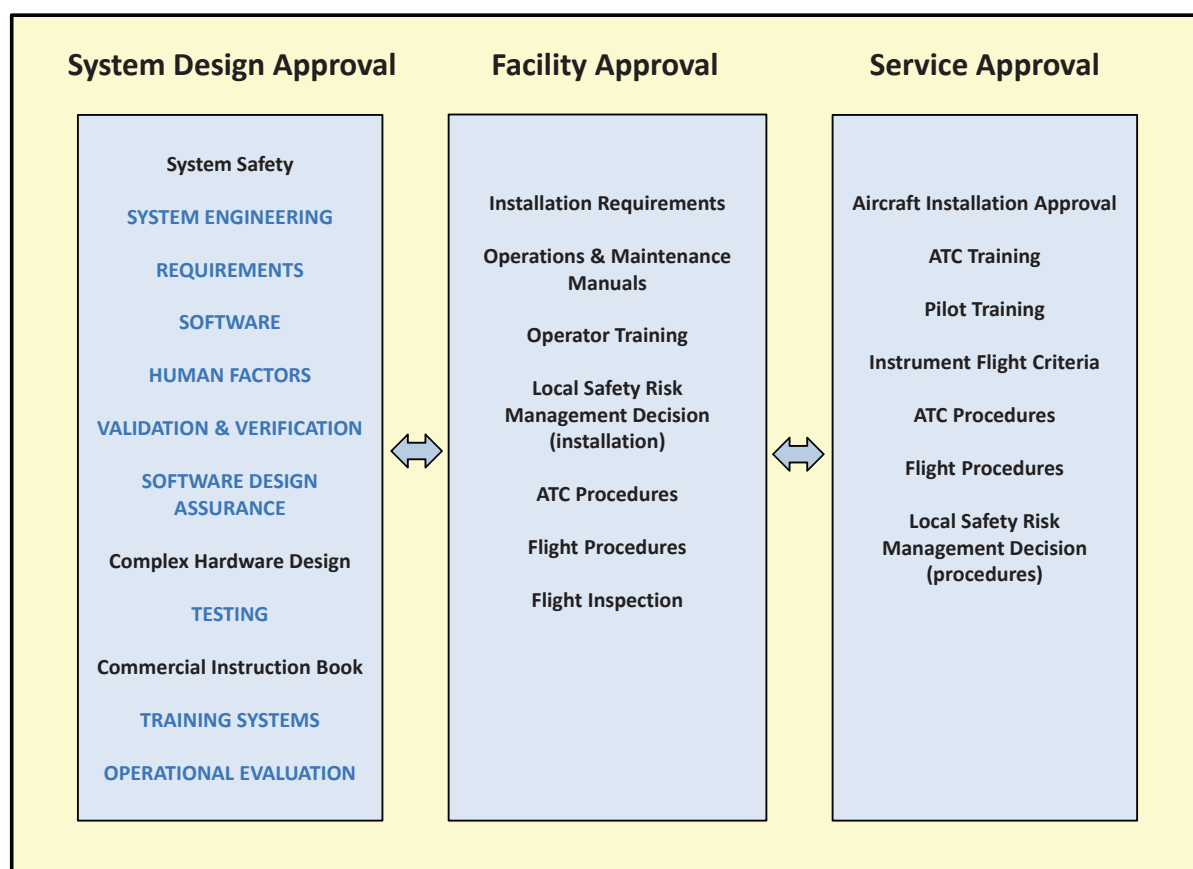 System Design Approval
System Safety
SYSTEM ENGINEERING
REQUIREMENTS
SOFTWARE
HUMAN FACTORS
VALIDATION & VERIFICATION
SOFTWARE DESIGN
ASSURANCE
Complex Hardware Design
TESTING
Commercial Instruction Book
TRAINING SYSTEMS
OPERATIONAL EVALUATION
Facility Approval
Installation Requirements
Operations & Maintenance
Manuals
Operator Training
Local Safety Risk
Management Decision
(installation)
ATC Procedures
Flight Procedures
Flight Inspection
Service Approval
Aircraft Installation Approval
ATC Training
Pilot Training
Instrument Flight Criteria
ATC Procedures
Flight Procedures
Local Safety Risk
Management Decision
(procedures)